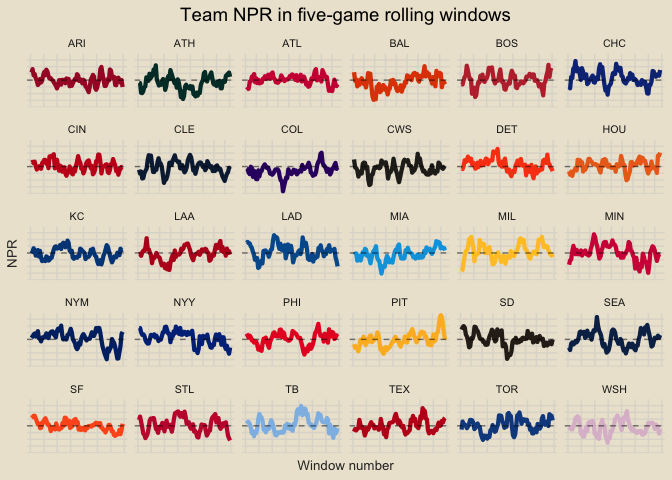 Team NPR in five-game rolling windows
ARI ATH ATL BAL BOS CHC
CIN CLE COL CWS DET HOU
KC LAA LAD MIA MIL MIN
NPR
NYM NYY PHI PIT SD SEA
SF STL TB TEX TOR WSH
Window number